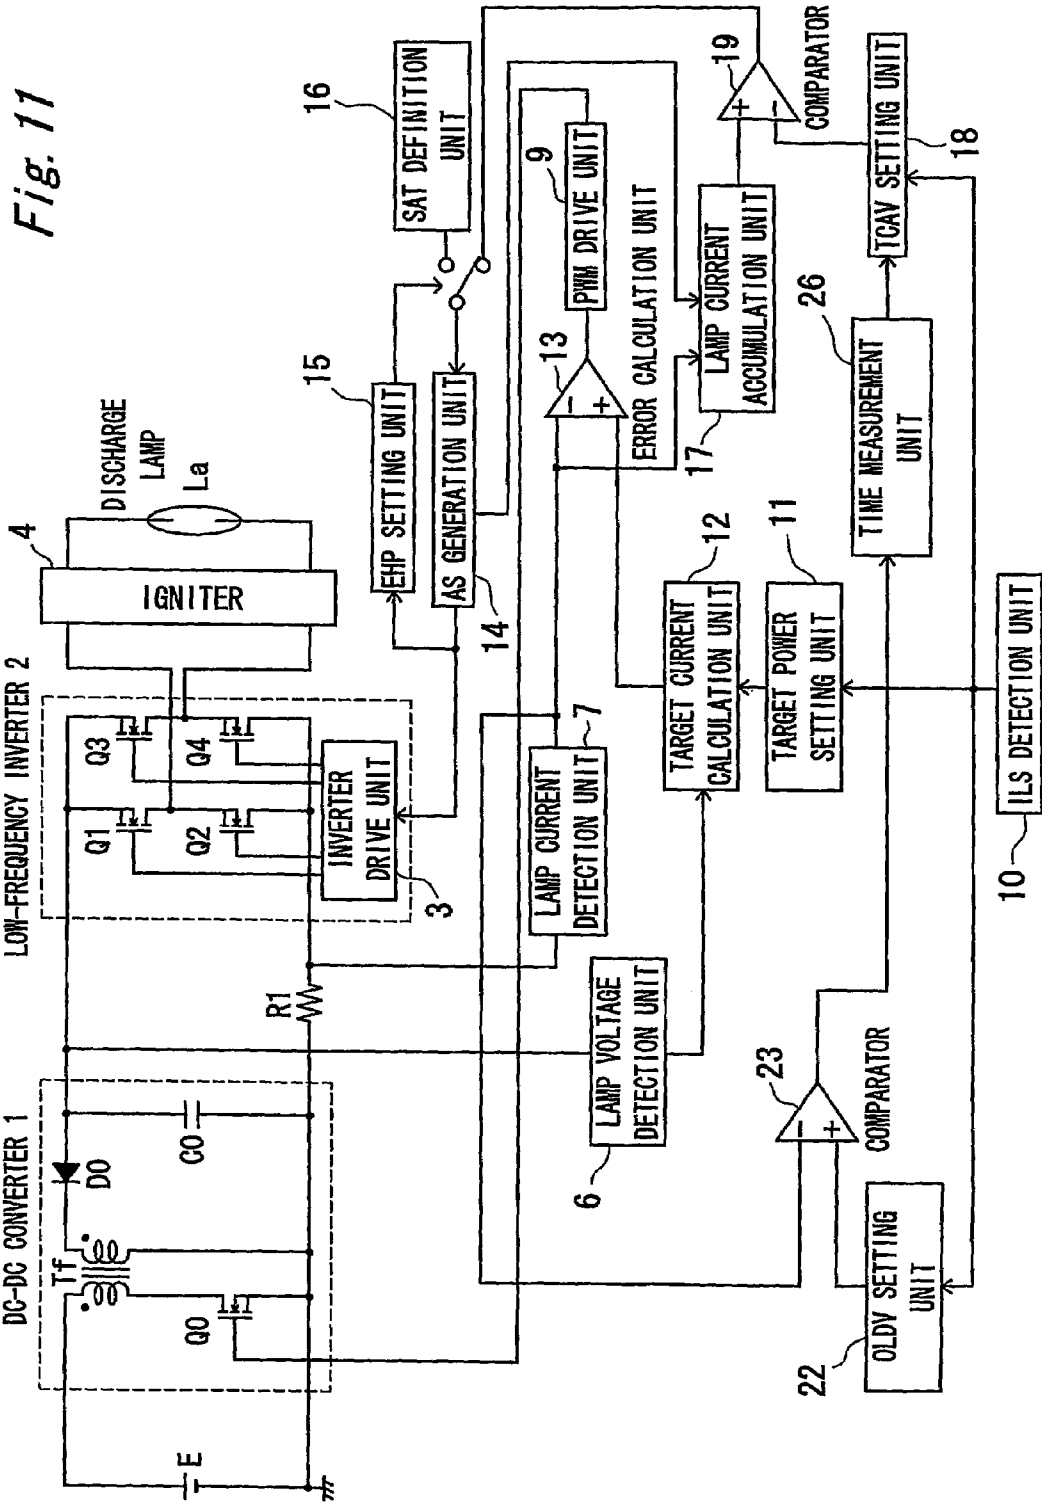 Fig. 11
DC-DC CONVERTER 1
LOW-FREQUENCY INVERTER 2
4
IGNITER
DISCHARGE
LAMP
La
E
Tf
D0
C0
Q0
R1
Q1
Q2
Q3
Q4
INVERTER
DRIVE UNIT
3
15
EHP SETTING UNIT
AS GENERATION UNIT
14
16
SAT DEFINITION
UNIT
LAMP CURRENT
DETECTION UNIT
7
LAMP VOLTAGE
DETECTION UNIT
6
13
-
+
ERROR CALCULATION UNIT
9
PWM DRIVE UNIT
TARGET CURRENT
CALCULATION UNIT
12
TARGET POWER
SETTING UNIT
11
LAMP CURRENT
ACCUMULATION UNIT
17
19
+
-
COMPARATOR
TCAV SETTING UNIT
18
26
TIME MEASUREMENT
UNIT
23
-
+
COMPARATOR
OLDV SETTING
UNIT
22
ILS DETECTION UNIT
10